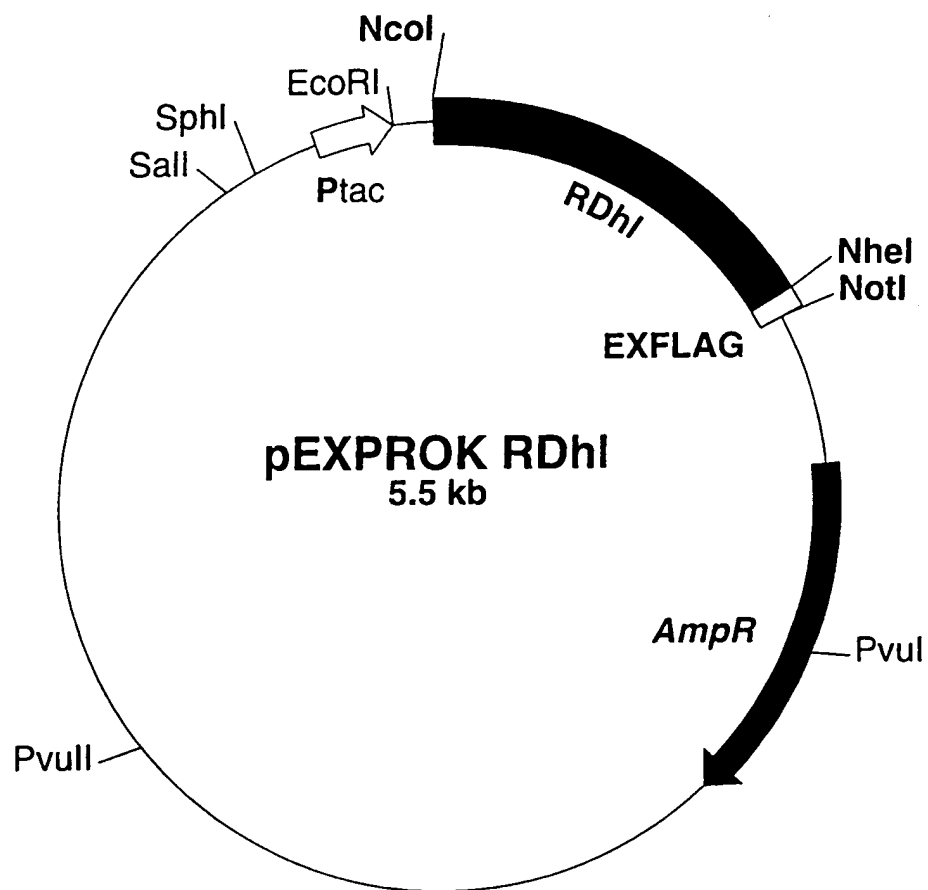 NcoI
EcoRI
SphI
SalI
Ptac
RDhI
NheI
NotI
EXFLAG
pEXPROK RDhI
5.5 kb
AmpR
PvuI
PvuII